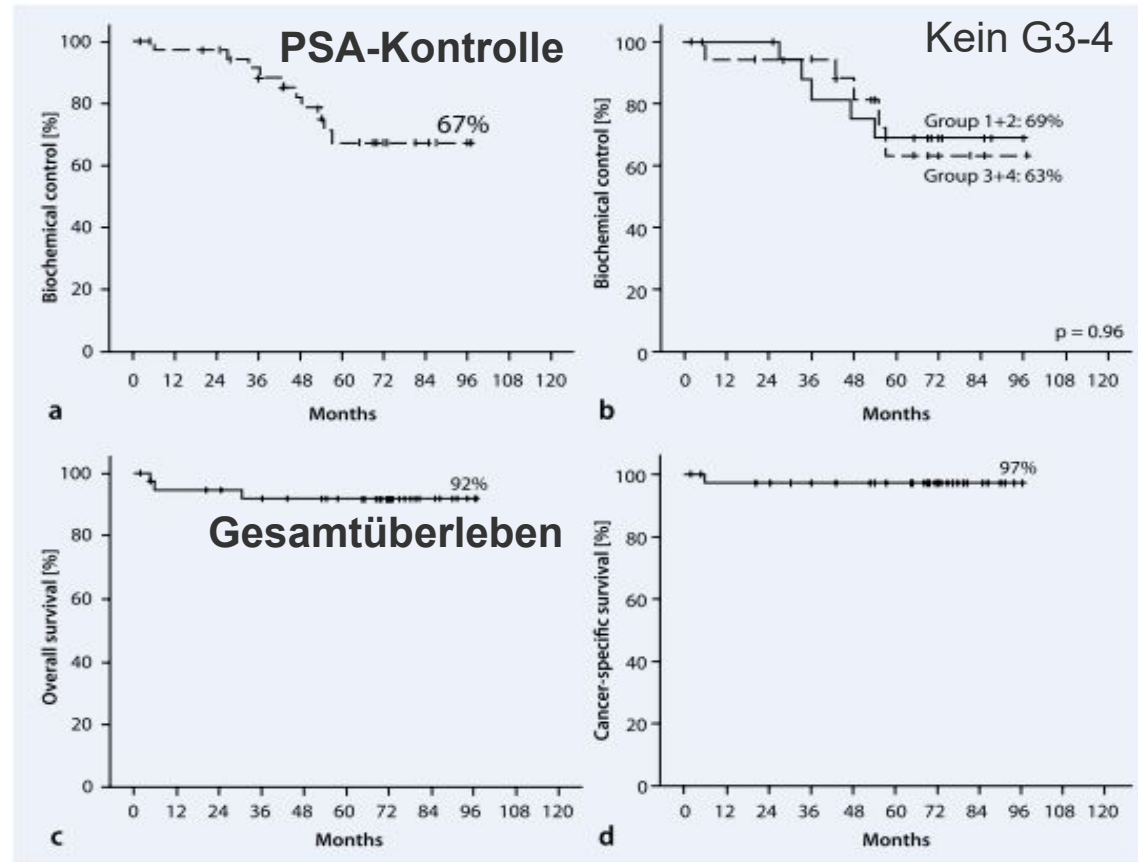 PSA-Kontrolle
100
80
60
40
20
0
Biochemical control [%]
67%
0 12 24 36 48 60 72 84 96 108 120
a
Months
Kein G3-4
100
80
60
40
20
0
Biochemical control [%]
Group 1+2: 69%
Group 3+4: 63%
p = 0.96
0 12 24 36 48 60 72 84 96 108 120
b
Months
100
80
60
40
20
0
Overall survival [%]
92%
Gesamtüberleben
0 12 24 36 48 60 72 84 96 108 120
c
Months
100
80
60
40
20
0
Cancer-specific survival [%]
97%
0 12 24 36 48 60 72 84 96 108 120
d
Months